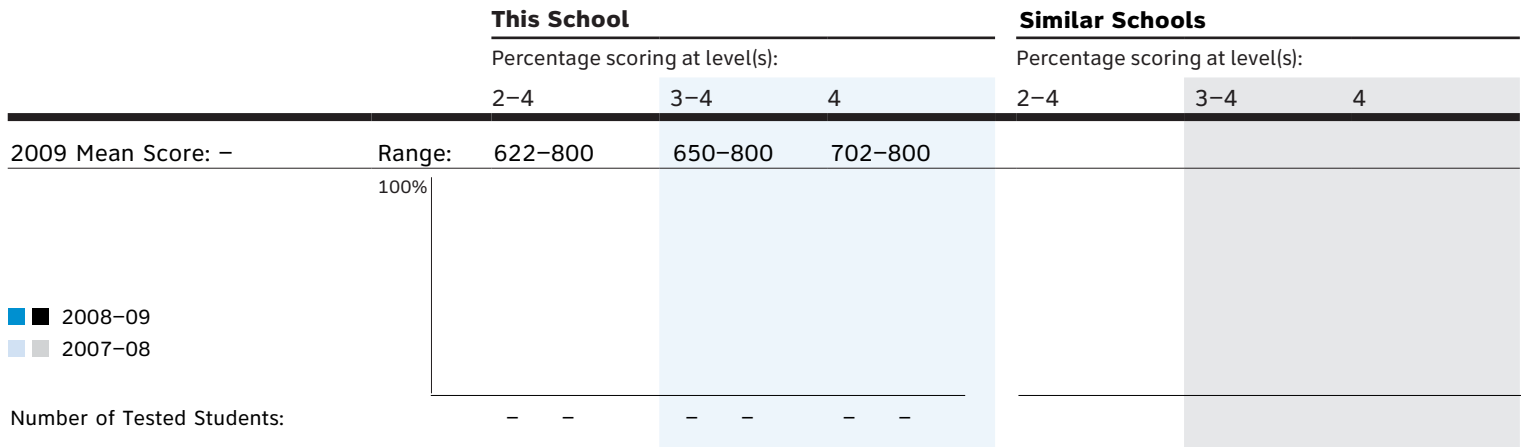 This School Similar Schools
Percentage scoring at level(s): Percentage scoring at level(s):
2–4 3–4 4 2–4 3–4 4
2009 Mean Score: – Range: 622–800 650–800 702–800
100%
2008–09
2007–08
Number of Tested Students: – – – – – –